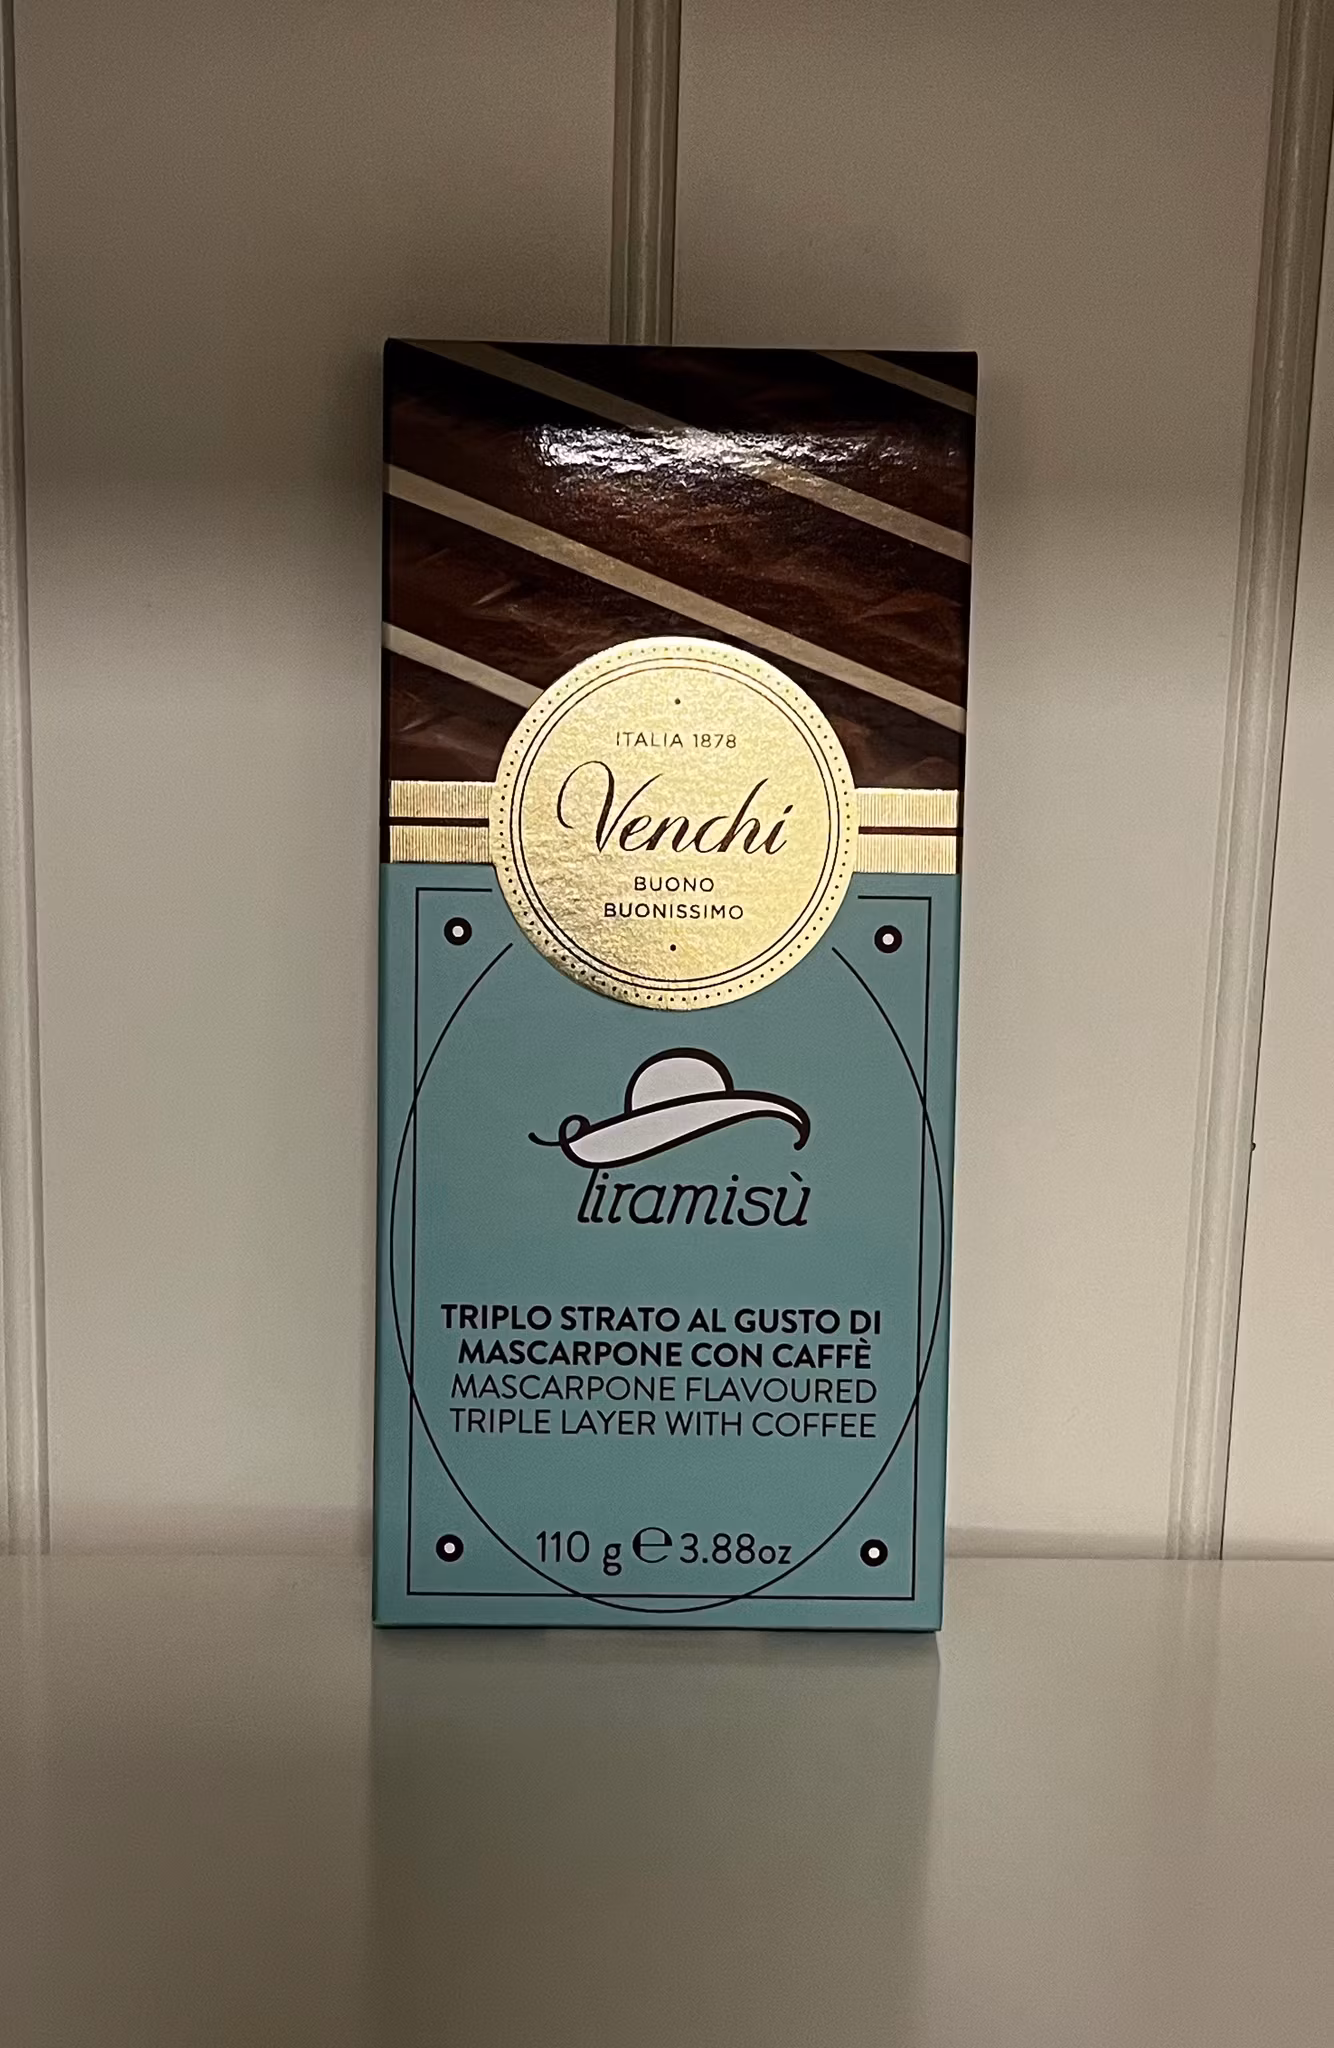 ITALIA 1878
Venchi
BUONO
BUONISSIMO
tiramisù
TRIPLO STRATO AL GUSTO DI
MASCARPONE CON CAFFÈ
MASCARPONE FLAVOURED
TRIPLE LAYER WITH COFFEE
110 g ℮ 3.88oz